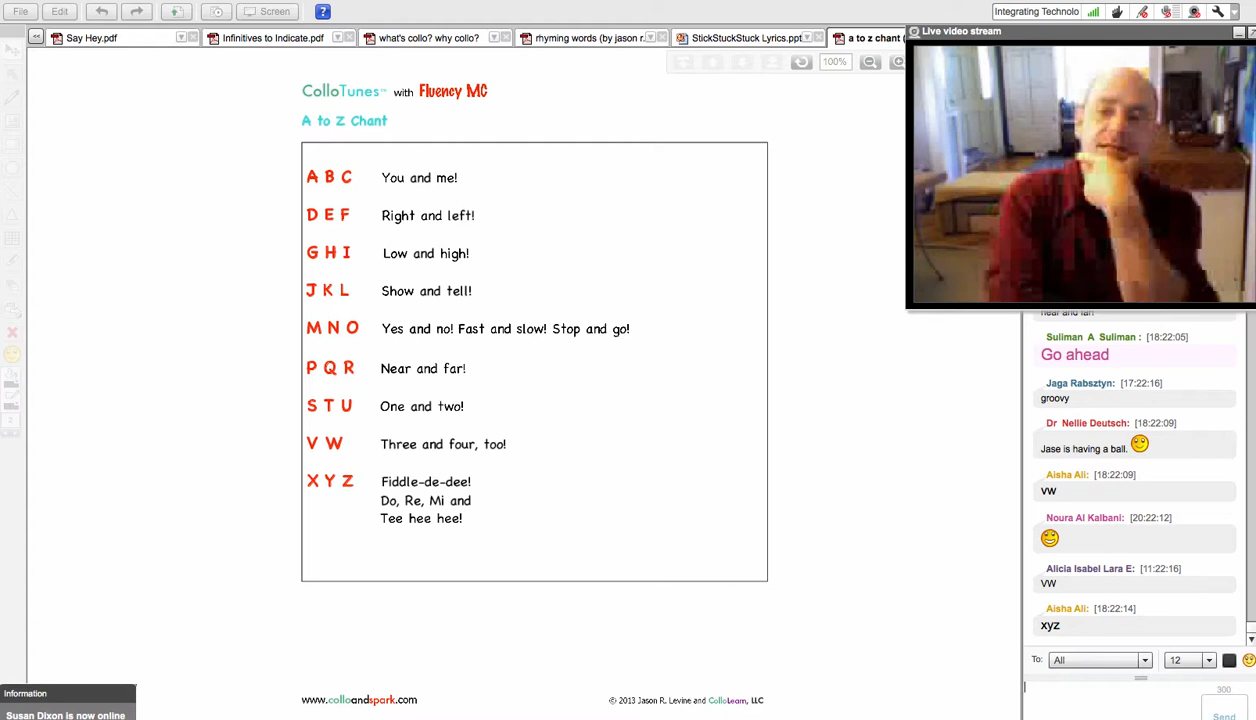 File Edit Screen ? Integrating Technolo
<< Say Hey.pdf Infinitives to Indicate.pdf what's collo? why collo? rhyming words (by jason r. StickStuckStuck Lyrics.ppt a to z chant (
Live video stream
100%
ColloTunes™ with Fluency MC
A to Z Chant
A B C You and me!
D E F Right and left!
G H I Low and high!
J K L Show and tell!
M N O Yes and no! Fast and slow! Stop and go!
P Q R Near and far!
S T U One and two!
V W Three and four, too!
X Y Z Fiddle-de-dee!
Do, Re, Mi and
Tee hee hee!
www.colloandspark.com © 2013 Jason R. Levine and ColloLearn, LLC
near and far!
Suliman A Suliman : [18:22:05]
Go ahead
Jaga Rabsztyn: [17:22:16]
groovy
Dr Nellie Deutsch: [18:22:09]
Jase is having a ball.
Aisha Ali: [18:22:09]
VW
Noura Al Kalbani: [20:22:12]
Alicia Isabel Lara E: [11:22:16]
VW
Aisha Ali: [18:22:14]
xyz
To: All 12
300
Send
Information
Susan Dixon is now online